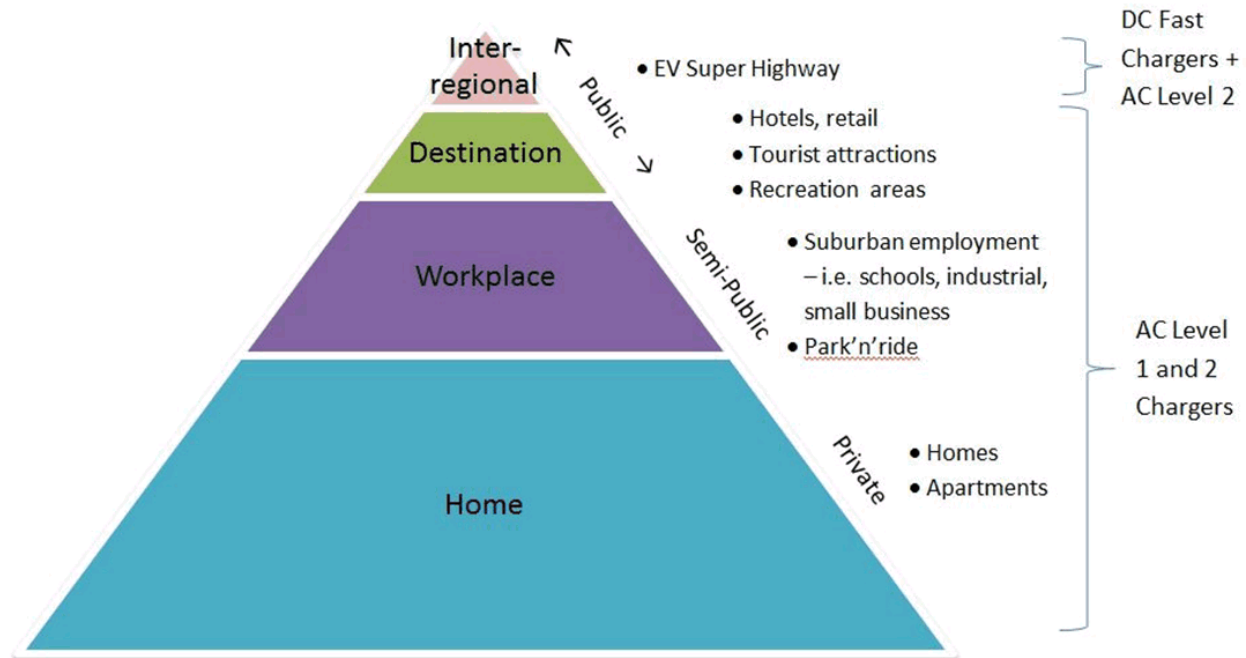 Inter-
regional
Destination
Workplace
Home
← Public →
Semi-Public
Private
• EV Super Highway
• Hotels, retail
• Tourist attractions
• Recreation areas
• Suburban employment
– i.e. schools, industrial,
small business
• Park’n’ride
• Homes
• Apartments
DC Fast
Chargers +
AC Level 2
AC Level
1 and 2
Chargers